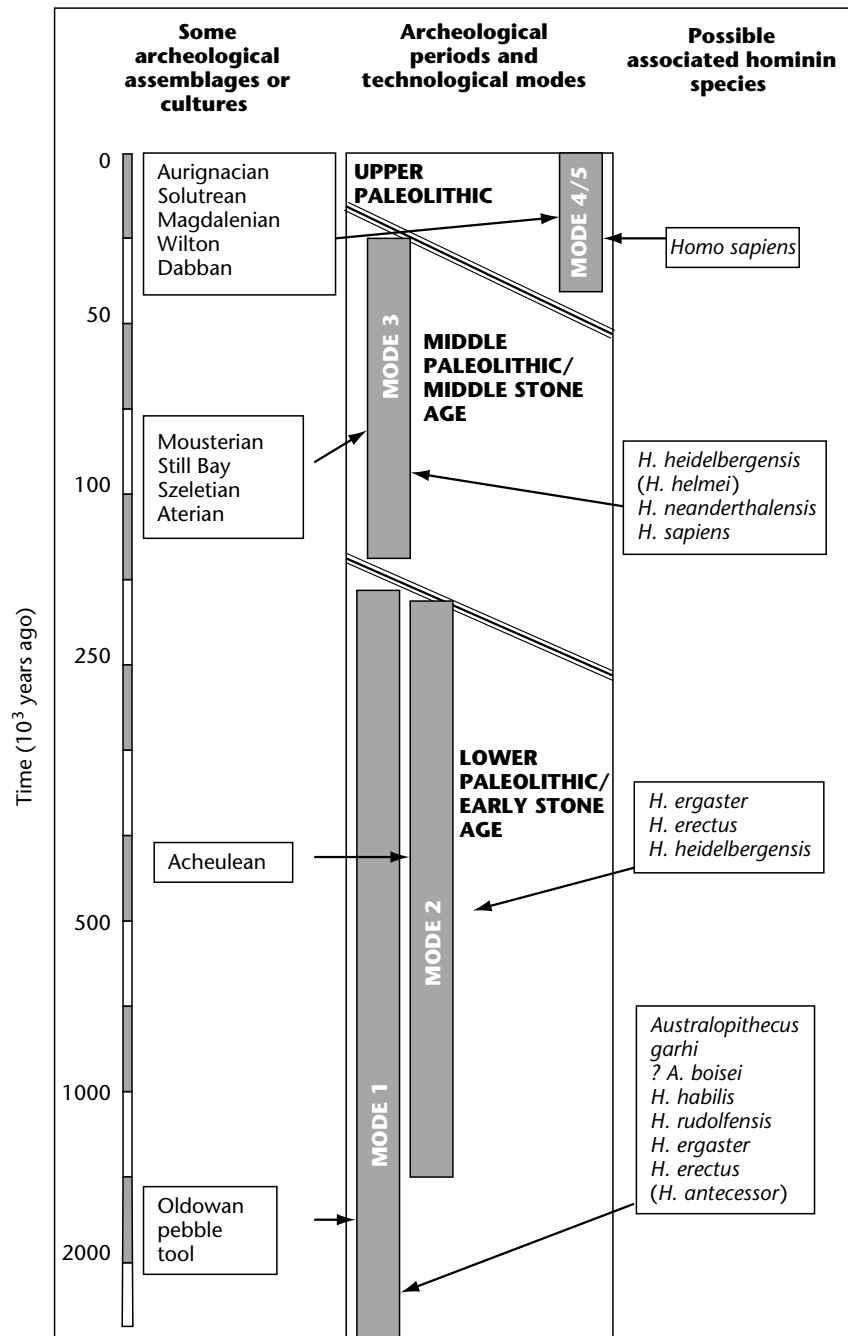 Some
archeological
assemblages or
cultures
Archeological
periods and
technological modes
Possible
associated hominin
species
Time (10³ years ago)
0
50
100
250
500
1000
2000
Aurignacian
Solutrean
Magdalenian
Wilton
Dabban
UPPER
PALEOLITHIC
MODE 4/5
Homo sapiens
MODE 3
MIDDLE
PALEOLITHIC/
MIDDLE STONE
AGE
Mousterian
Still Bay
Szeletian
Aterian
H. heidelbergensis
(H. helmei)
H. neanderthalensis
H. sapiens
LOWER
PALEOLITHIC/
EARLY STONE
AGE
Acheulean
MODE 2
H. ergaster
H. erectus
H. heidelbergensis
MODE 1
Oldowan
pebble
tool
Australopithecus
garhi
? A. boisei
H. habilis
H. rudolfensis
H. ergaster
H. erectus
(H. antecessor)